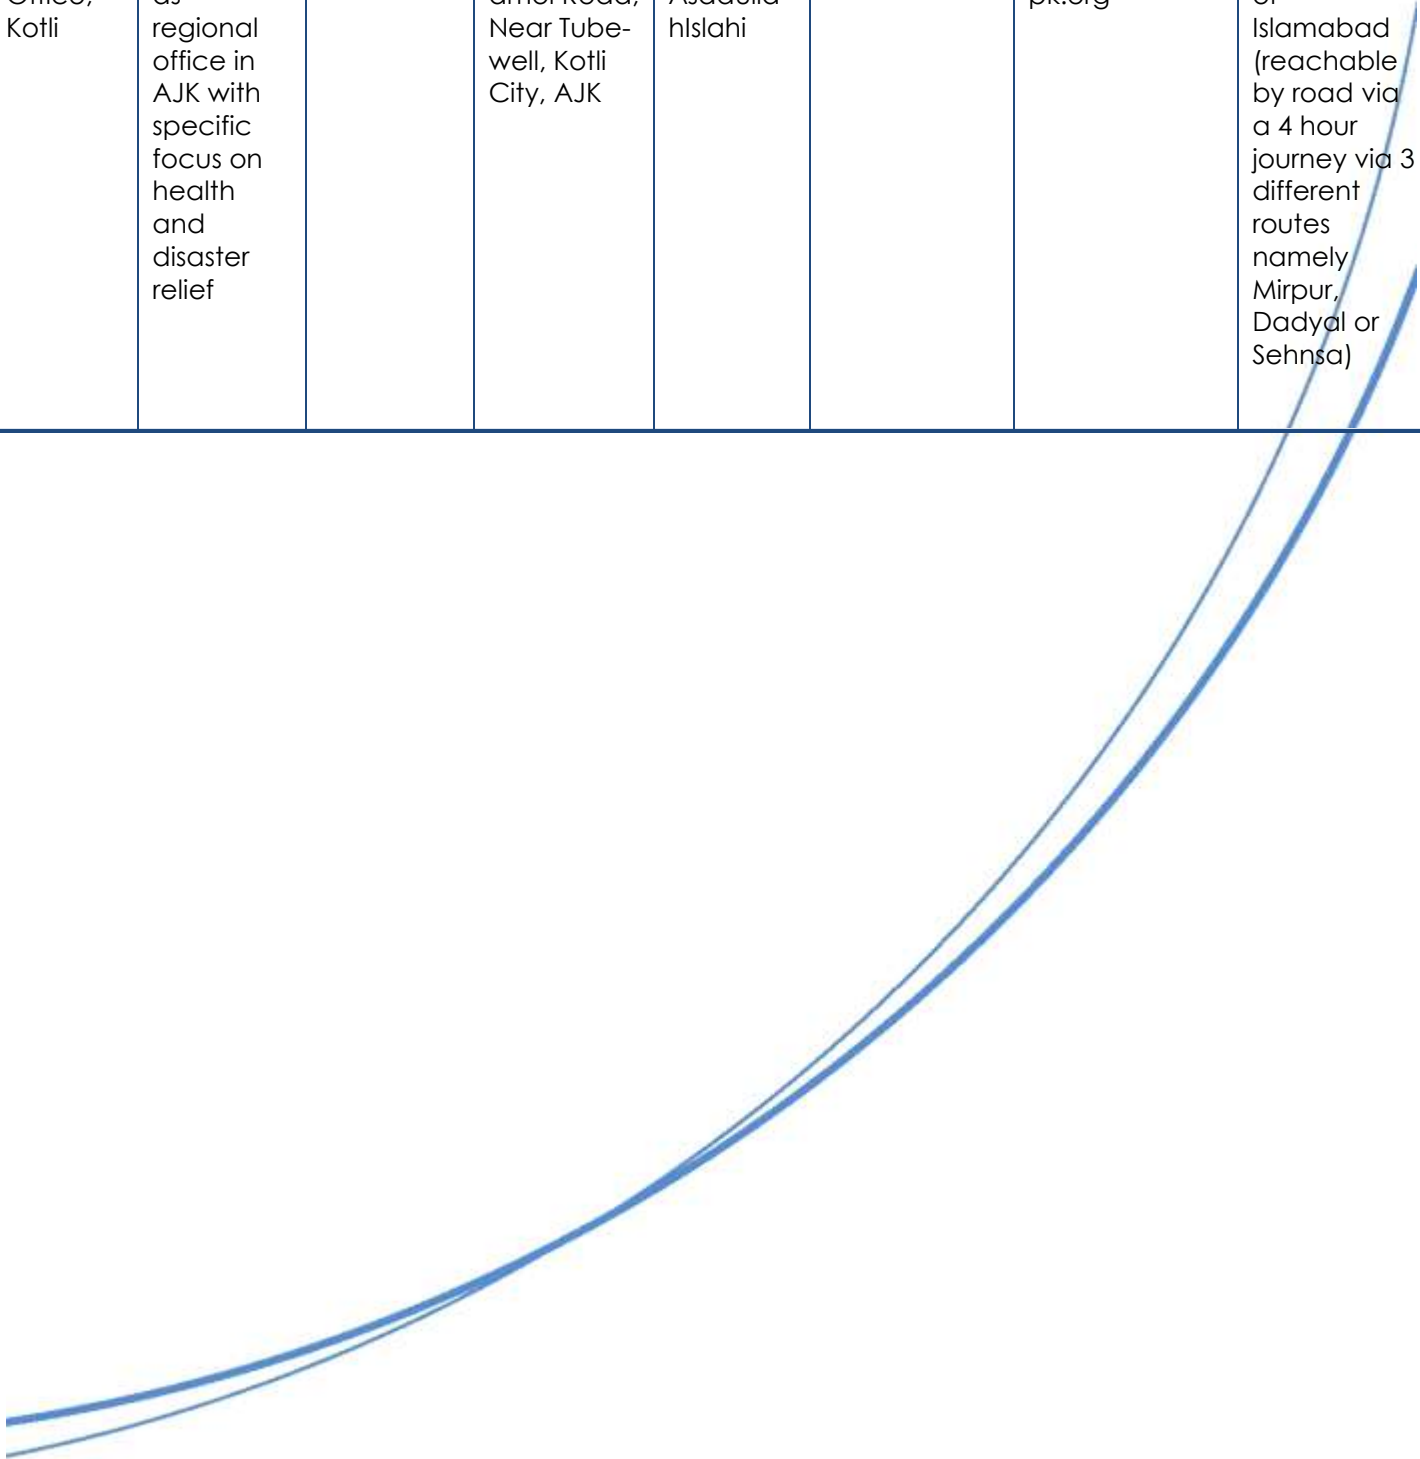 Kotli
regional
office in
AJK with
specific
focus on
health
and
disaster
relief
Near Tube-
well, Kotli
City, AJK
hIslahi
Islamabad
(reachable
by road via
a 4 hour
journey via 3
different
routes
namely
Mirpur,
Dadyal or
Sehnsa)